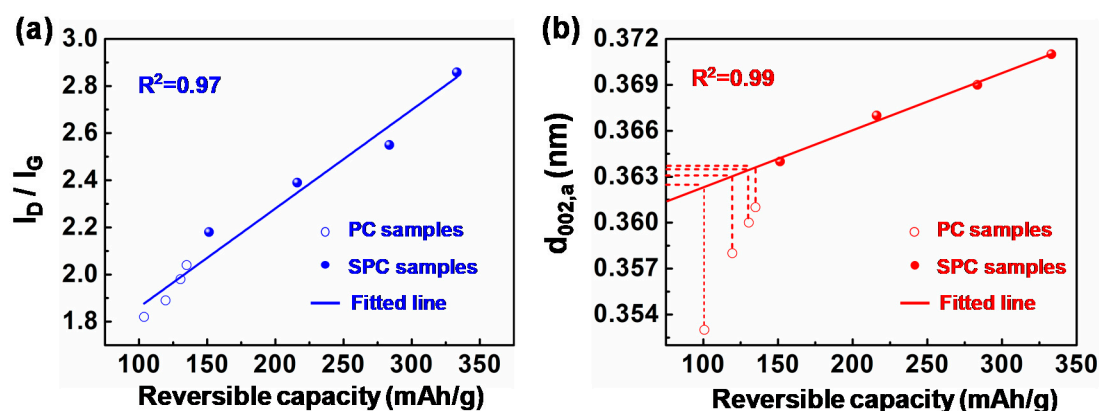 (a)
3.0
2.8
2.6
2.4
2.2
2.0
1.8
I_D / I_G
R²=0.97
PC samples
SPC samples
Fitted line
100 150 200 250 300 350
Reversible capacity (mAh/g)
(b)
0.372
0.369
0.366
0.363
0.360
0.357
0.354
d_002,a (nm)
R²=0.99
PC samples
SPC samples
Fitted line
100 150 200 250 300 350
Reversible capacity (mAh/g)